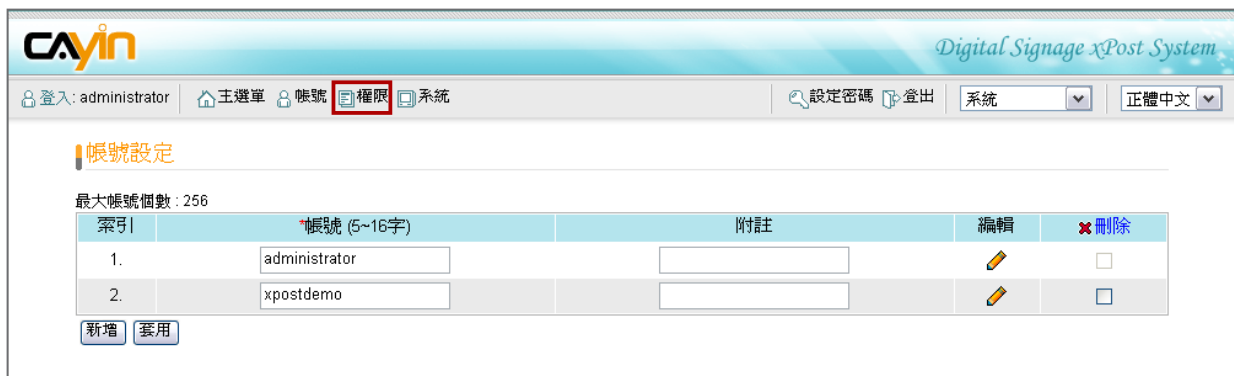 CAYIN
Digital Signage xPost System
登入: administrator 主選單 帳號 權限 系統 設定密碼 登出 系統 正體中文
帳號設定
最大帳號個數 : 256
索引 *帳號 (5~16字) 附註 編輯 刪除
1. administrator
2. xpostdemo
新增 套用